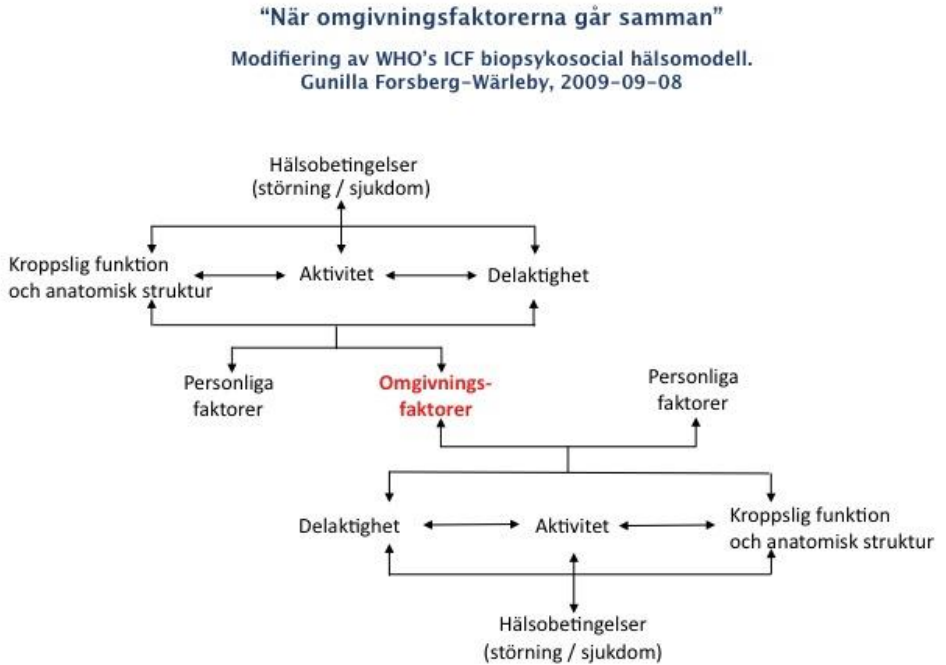 “När omgivningsfaktorerna går samman”
Modifiering av WHO’s ICF biopsykosocial hälsomodell.
Gunilla Forsberg-Wärleby, 2009-09-08
Hälsobetingelser
(störning / sjukdom)
Kroppslig funktion
och anatomisk struktur
Aktivitet
Delaktighet
Personliga
faktorer
Omgivnings-
faktorer
Personliga
faktorer
Delaktighet
Aktivitet
Kroppslig funktion
och anatomisk struktur
Hälsobetingelser
(störning / sjukdom)